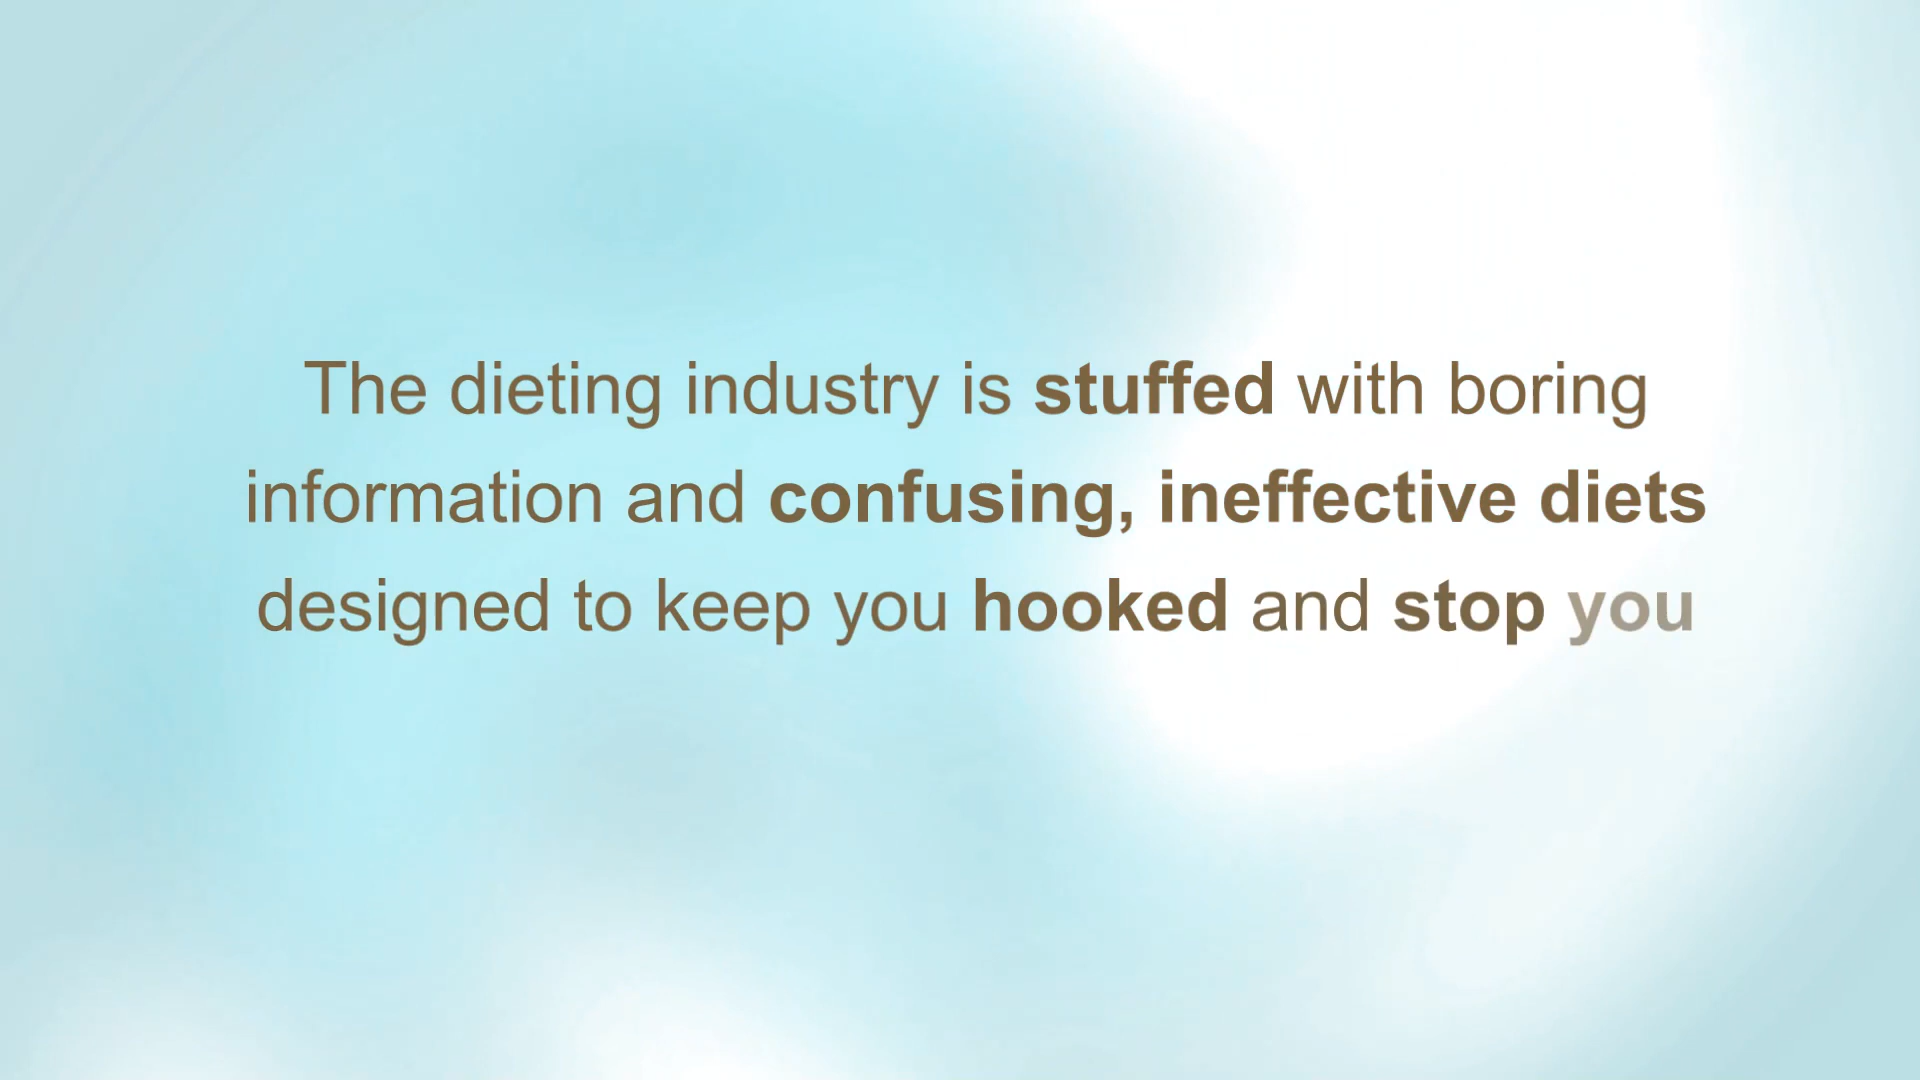 The dieting industry is stuffed with boring
information and confusing, ineffective diets
designed to keep you hooked and stop you